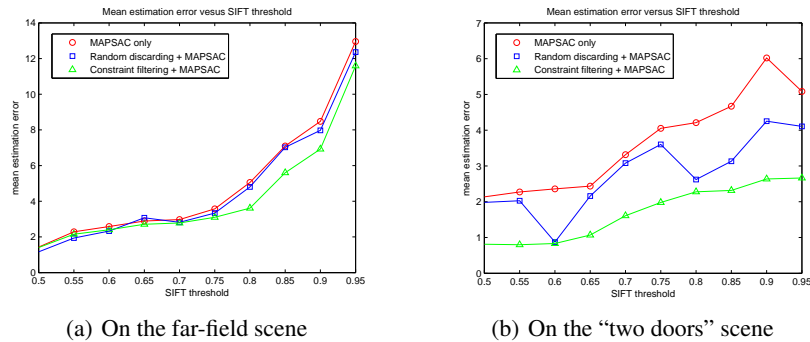 Mean estimation error versus SIFT threshold
14
12
10
8
6
4
2
0
mean estimation error
MAPSAC only
Random discarding + MAPSAC
Constraint filtering + MAPSAC
0.5 0.55 0.6 0.65 0.7 0.75 0.8 0.85 0.9 0.95
SIFT threshold
(a) On the far-field scene
Mean estimation error versus SIFT threshold
7
6
5
4
3
2
1
0
mean estimation error
MAPSAC only
Random discarding + MAPSAC
Constraint filtering + MAPSAC
0.5 0.55 0.6 0.65 0.7 0.75 0.8 0.85 0.9 0.95
SIFT threshold
(b) On the “two doors” scene